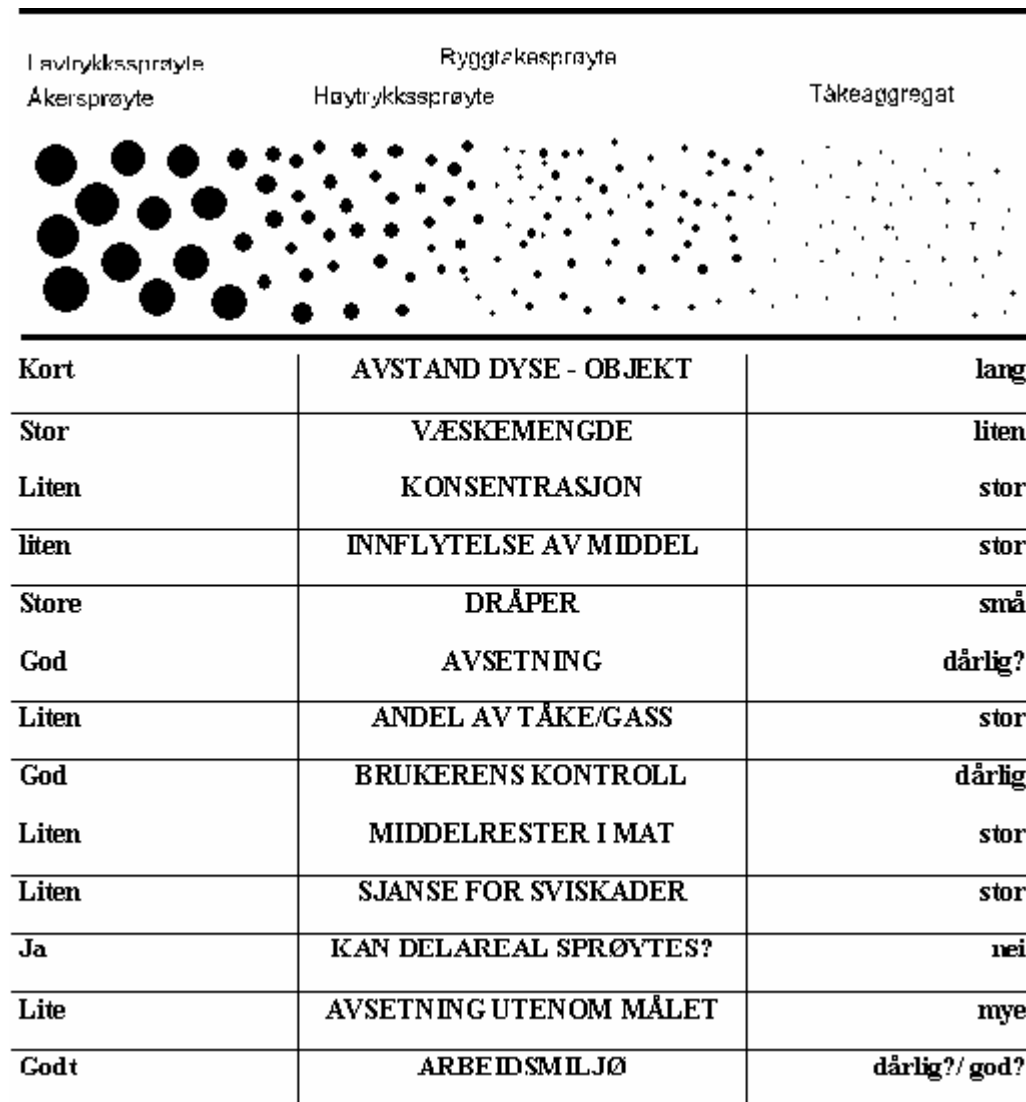 Lavtrykkssprøyte
Ryggtåkesprøyte
Åkersprøyte Høytrykkssprøyte Tåkeaggregat
Kort AVSTAND DYSE - OBJEKT lang
Stor VÆSKEMENGDE liten
Liten KONSENTRASJON stor
liten INNFLYTELSE AV MIDDEL stor
Store DRÅPER små
God AVSETNING dårlig?
Liten ANDEL AV TÅKE/GASS stor
God BRUKERENS KONTROLL dårlig
Liten MIDDELRESTER I MAT stor
Liten SJANSE FOR SVISKADER stor
Ja KAN DELAREAL SPRØYTES? nei
Lite AVSETNING UTENOM MÅLET mye
Godt ARBEIDSMILJØ dårlig?/god?